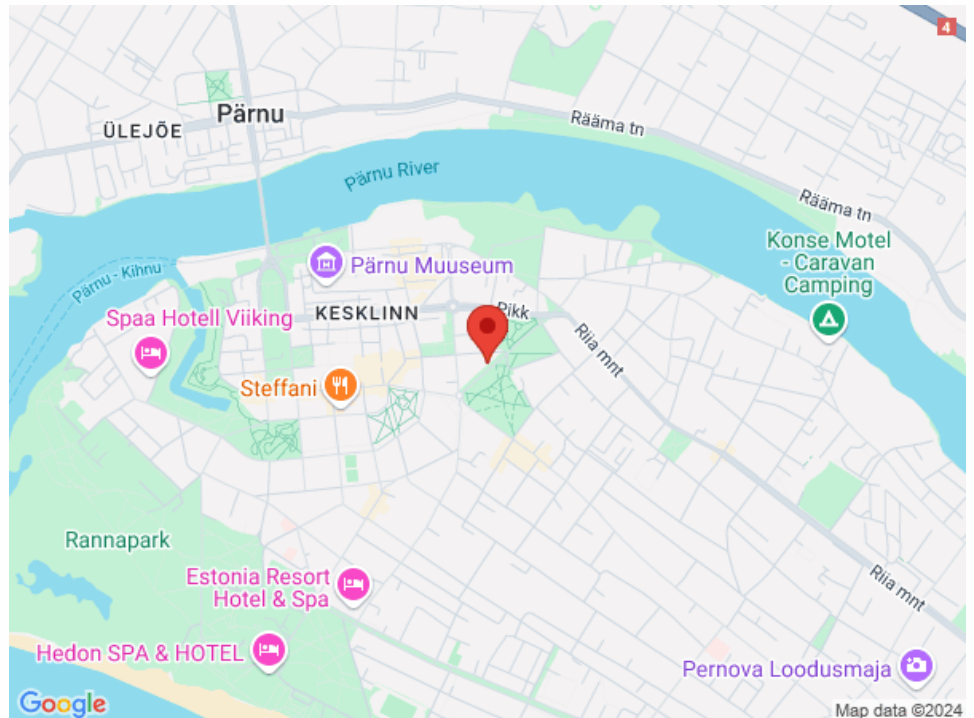 4
Pärnu
ÜLEJÕE
Rääma tn
Pärnu River
Rääma tn
Konse Motel
- Caravan
Camping
Pärnu Muuseum
Pärnu - Kihnu
KESKLINN
Pikk
Spaa Hotell Viiking
Riia mnt
Steffani
Rannapark
Estonia Resort
Hotel & Spa
Riia mnt
Hedon SPA & HOTEL
Pernova Loodusmaja
Google
Map data ©2024